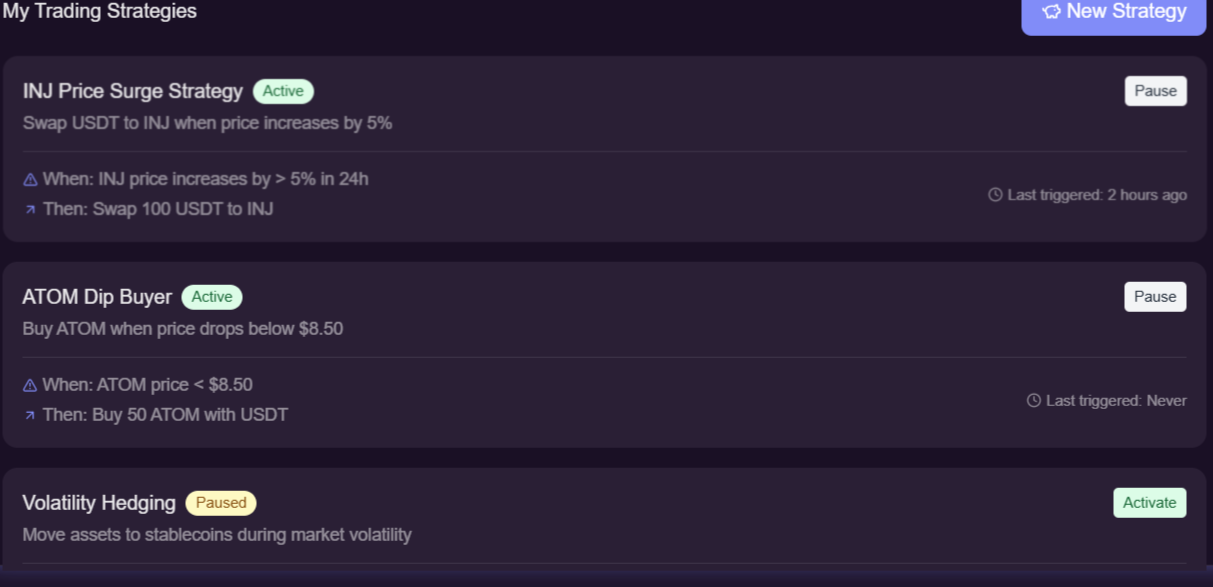 My Trading Strategies
New Strategy
INJ Price Surge Strategy Active
Pause
Swap USDT to INJ when price increases by 5%
When: INJ price increases by > 5% in 24h
Then: Swap 100 USDT to INJ
Last triggered: 2 hours ago
ATOM Dip Buyer Active
Pause
Buy ATOM when price drops below $8.50
When: ATOM price < $8.50
Then: Buy 50 ATOM with USDT
Last triggered: Never
Volatility Hedging Paused
Activate
Move assets to stablecoins during market volatility